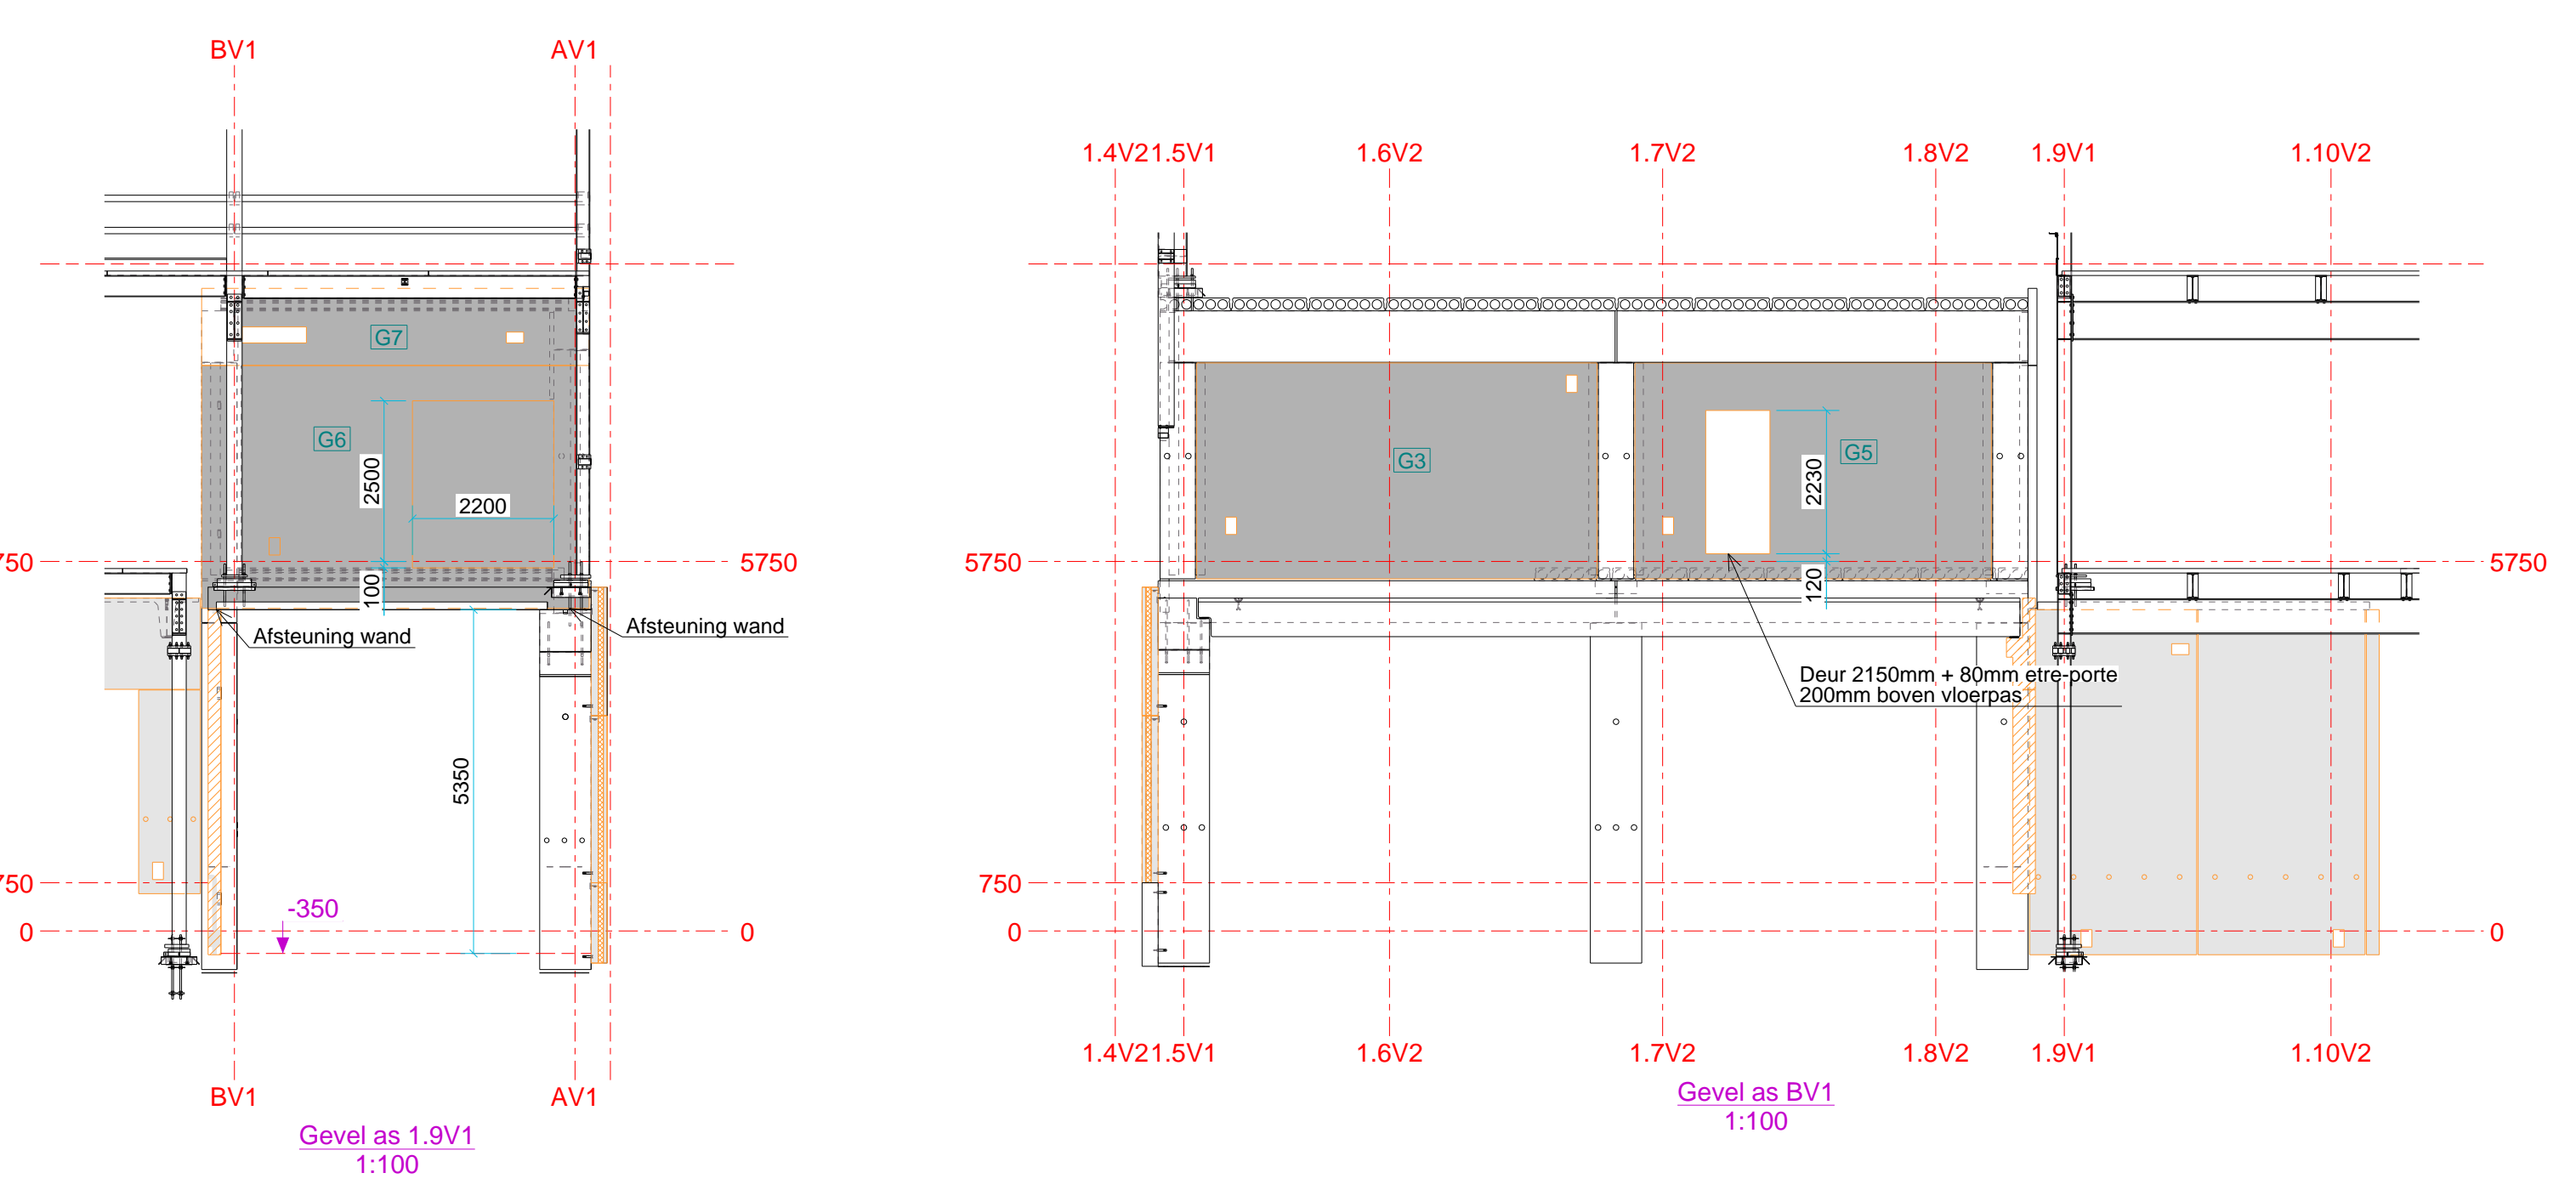 BV1
AV1
G7
G6
2500
2200
100
750
5750
Afsteuning wand
Afsteuning wand
5350
750
-350
0
0
BV1
AV1
Gevel as 1.9V1
1:100
1.4V2
1.5V1
1.6V2
1.7V2
1.8V2
1.9V1
1.10V2
G3
G5
2230
120
5750
5750
Deur 2150mm + 80mm etre-porte
200mm boven vloerpas
750
0
0
1.4V2
1.5V1
1.6V2
1.7V2
1.8V2
1.9V1
1.10V2
Gevel as BV1
1:100